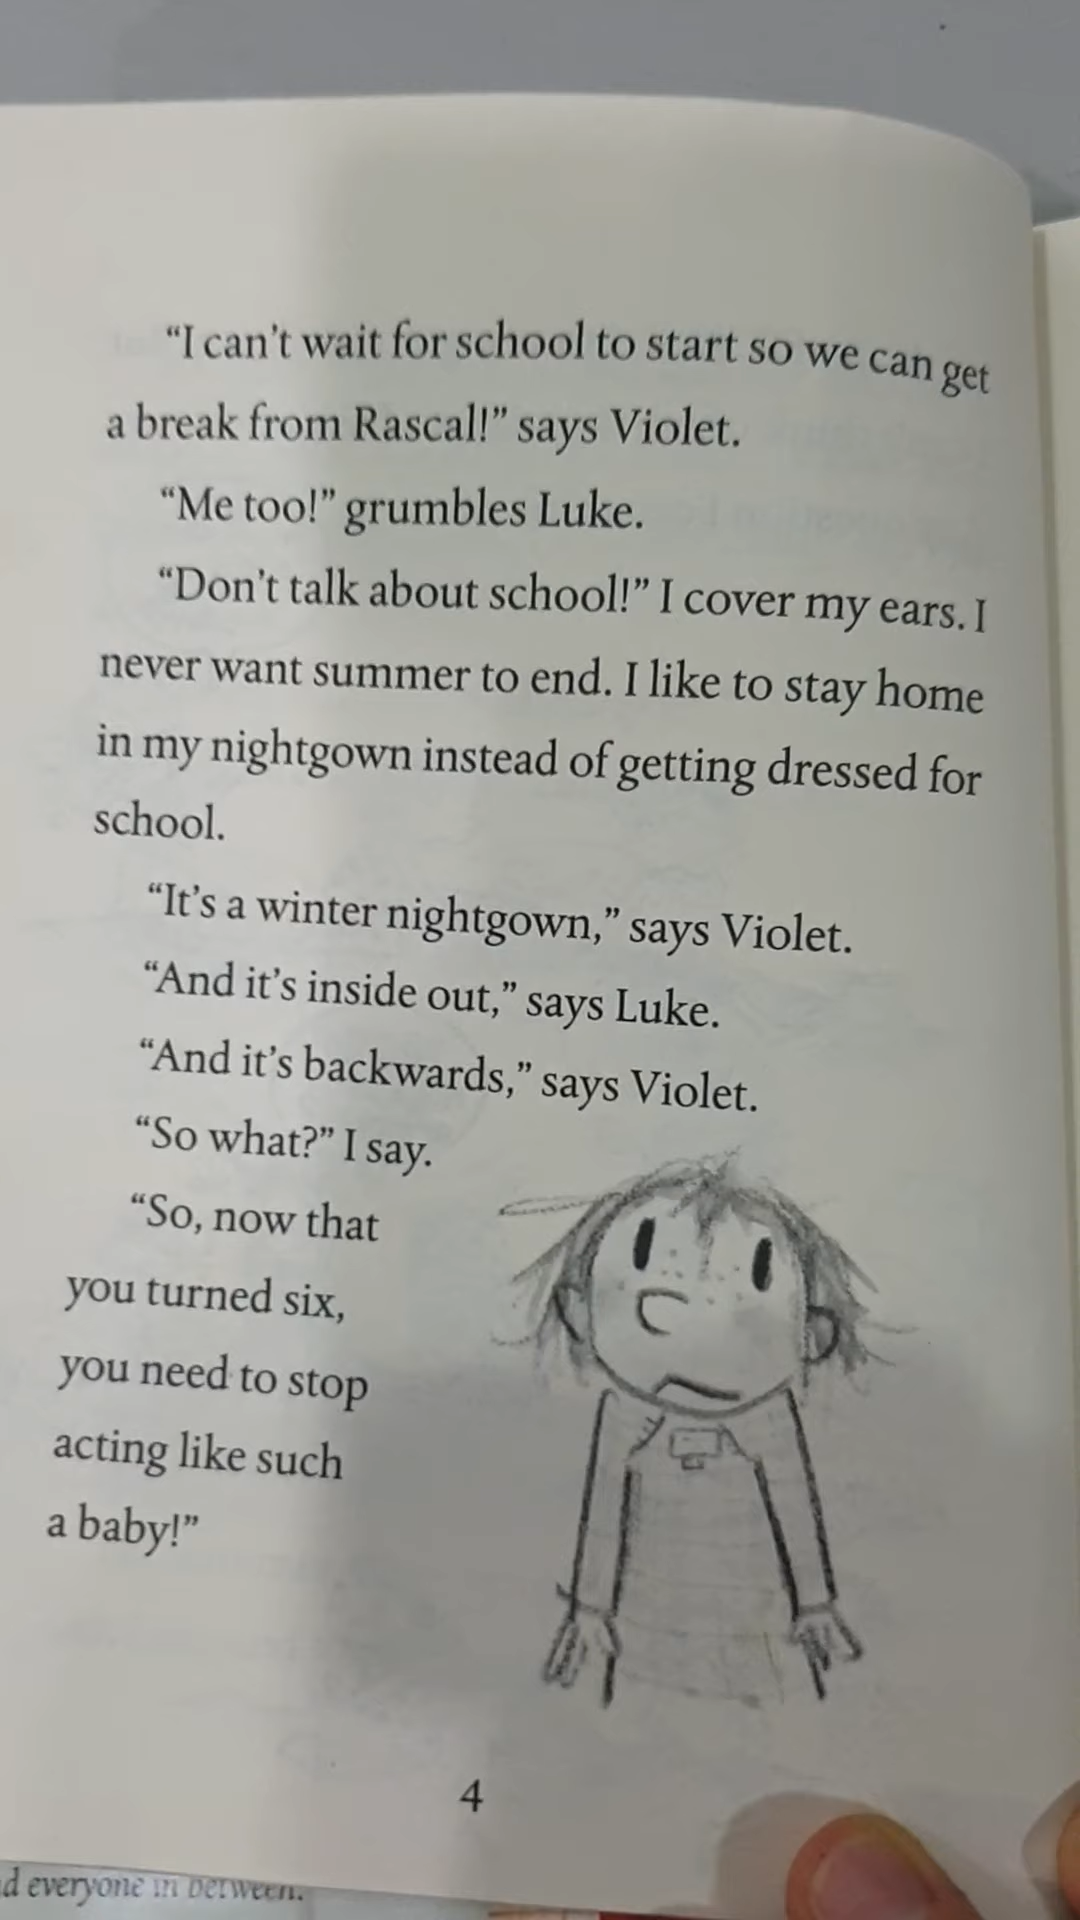 “I can’t wait for school to start so we can get
a break from Rascal!” says Violet.
“Me too!” grumbles Luke.
“Don’t talk about school!” I cover my ears. I
never want summer to end. I like to stay home
in my nightgown instead of getting dressed for
school.
“It’s a winter nightgown,” says Violet.
“And it’s inside out,” says Luke.
“And it’s backwards,” says Violet.
“So what?” I say.
“So, now that
you turned six,
you need to stop
acting like such
a baby!”
4
everyone in between.